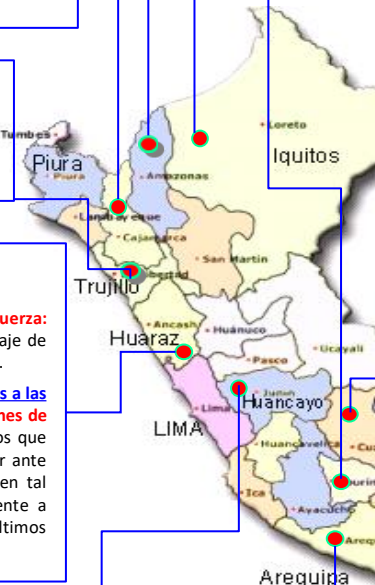 Tumbes
Loreto
Piura
Iquitos
Piura
Amazonas
Lambayeque
Cajamarca
San Martin
Libertad
Trujillo
uerza:
aje de
Ancash
Huánuco
Huaraz
Ucayali
Pasco
s a las
nes de
Junín
Huancayo
os que
Lima
LIMA
r ante
Huancavelica
Cu
en tal
ente a
Ica
Ayacucho
ltimos
Areq
Arequipa